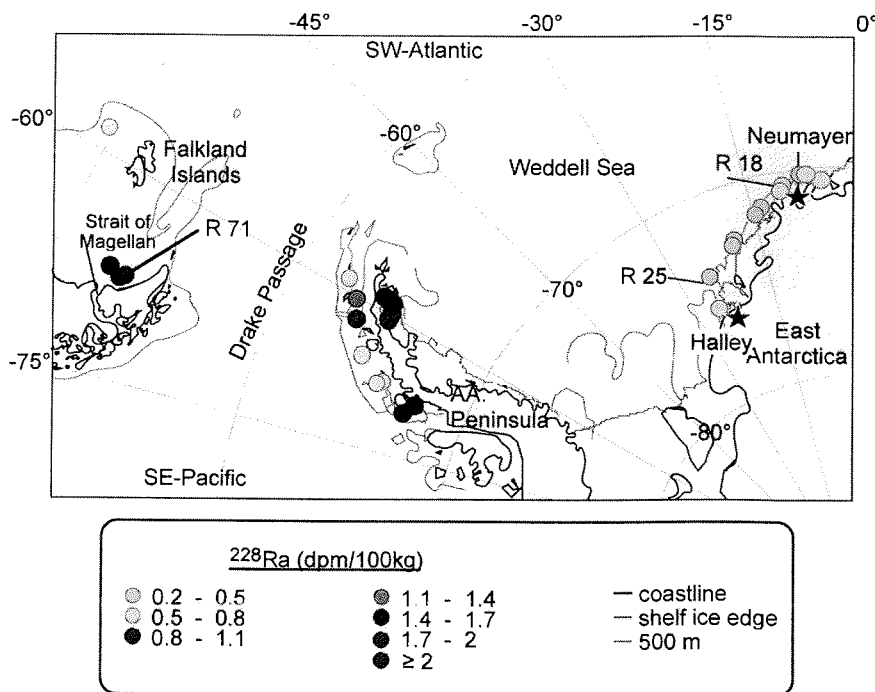 -45°
-30°
-15°
0°
SW-Atlantic
-60°
-60°
Neumayer
Falkland
Islands
Weddell Sea
R 18
Strait of
Magellan
R 71
Drake Passage
R 25
-70°
-75°
Halley
East
Antarctica
AA.
Peninsula
-80°
SE-Pacific
228Ra (dpm/100kg)
0.2 - 0.5
0.5 - 0.8
0.8 - 1.1
1.1 - 1.4
1.4 - 1.7
1.7 - 2
≥ 2
coastline
shelf ice edge
500 m